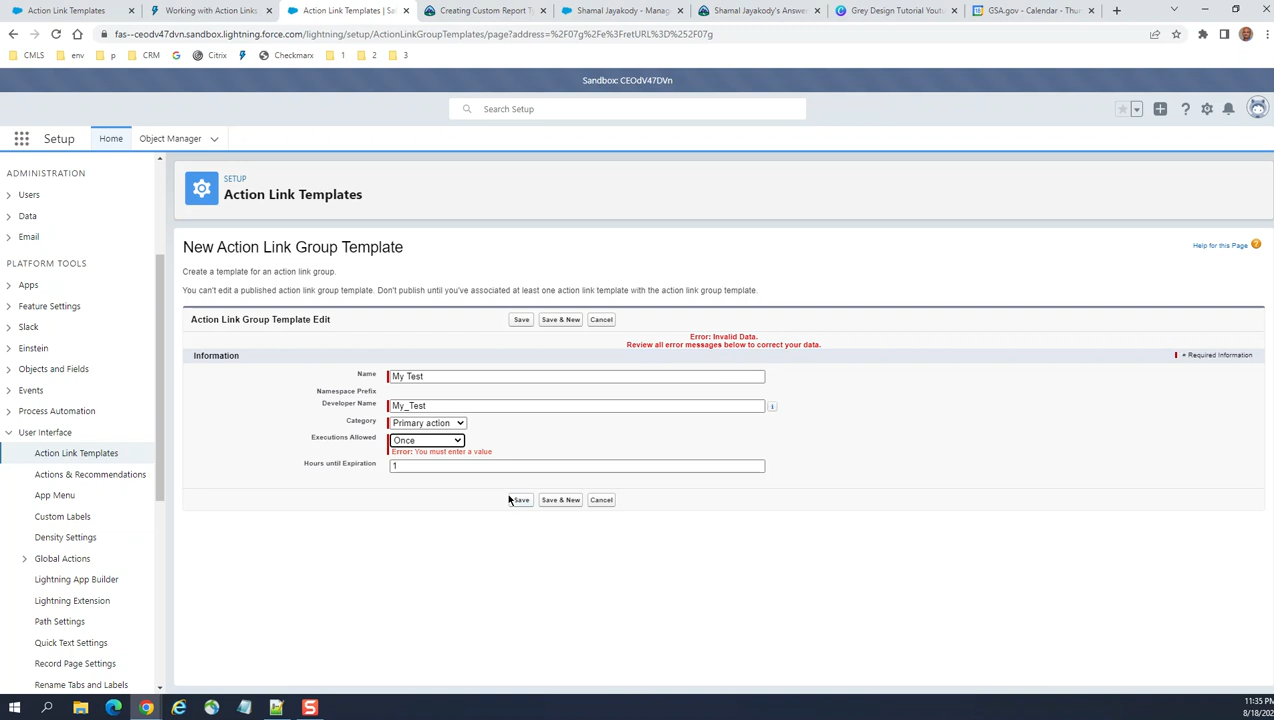 Action Link Templates
Working with Action Links
Action Link Templates | Sal
Creating Custom Report T
Shamal Jayakody - Manag
Shamal Jayakody's Answer
Grey Design Tutorial Youtu
GSA.gov - Calendar - Thur
fas--ceodv47dvn.sandbox.lightning.force.com/lightning/setup/ActionLinkGroupTemplates/page?address=%2F07g%2Fe%3FretURL%3D%252F07g
CMLS env p CRM Citrix Checkmarx 1 2 3
Sandbox: CEOdV47DVn
Search Setup
Setup Home Object Manager
ADMINISTRATION
Users
Data
Email
PLATFORM TOOLS
Apps
Feature Settings
Slack
Einstein
Objects and Fields
Events
Process Automation
User Interface
Action Link Templates
Actions & Recommendations
App Menu
Custom Labels
Density Settings
Global Actions
Lightning App Builder
Lightning Extension
Path Settings
Quick Text Settings
Record Page Settings
Rename Tabs and Labels
SETUP
Action Link Templates
New Action Link Group Template
Help for this Page
Create a template for an action link group.
You can't edit a published action link group template. Don't publish until you've associated at least one action link template with the action link group template.
Action Link Group Template Edit Save Save & New Cancel
Error: Invalid Data.
Review all error messages below to correct your data.
Information = Required Information
Name My Test
Namespace Prefix
Developer Name My_Test
Category Primary action
Executions Allowed Once
Error: You must enter a value
Hours until Expiration 1
Save Save & New Cancel
11:35 PM
8/18/202